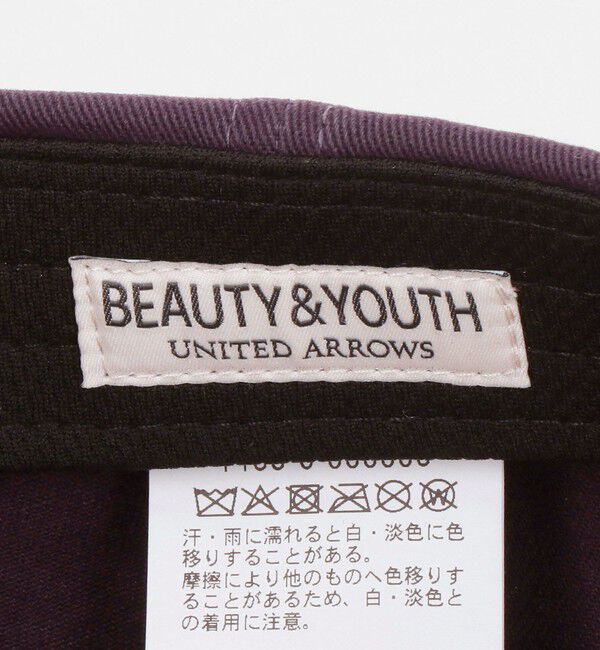 BEAUTY&YOUTH
UNITED ARROWS
汗・雨に濡れると白・淡色に色
移りすることがある。
摩擦により他のものへ色移りす
ることがあるため、白・淡色と
の着用に注意。